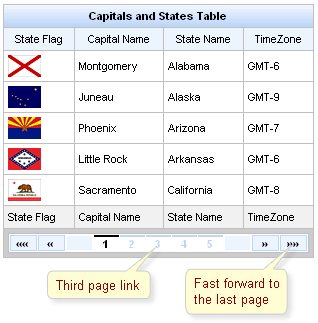 Capitals and States Table
State Flag Capital Name State Name TimeZone
Montgomery Alabama GMT-6
Juneau Alaska GMT-9
Phoenix Arizona GMT-7
Little Rock Arkansas GMT-6
Sacramento California GMT-8
State Flag Capital Name State Name TimeZone
«« « 1 2 3 4 5 » »»
Third page link
Fast forward to
the last page